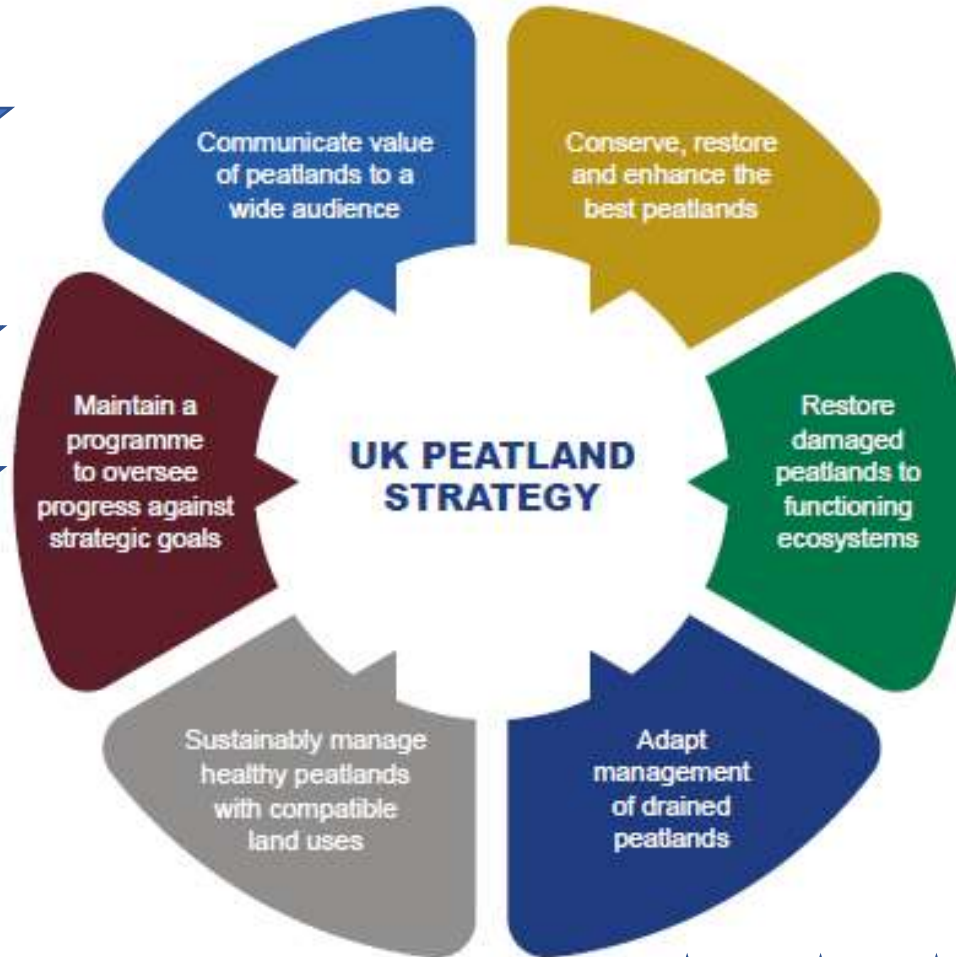 Communicate value
of peatlands to a
wide audience
Conserve, restore
and enhance the
best peatlands
Maintain a
programme
to oversee
progress against
strategic goals
UK PEATLAND
STRATEGY
Restore
damaged
peatlands to
functioning
ecosystems
Sustainably manage
healthy peatlands
with compatible
land uses
Adapt
management
of drained
peatlands